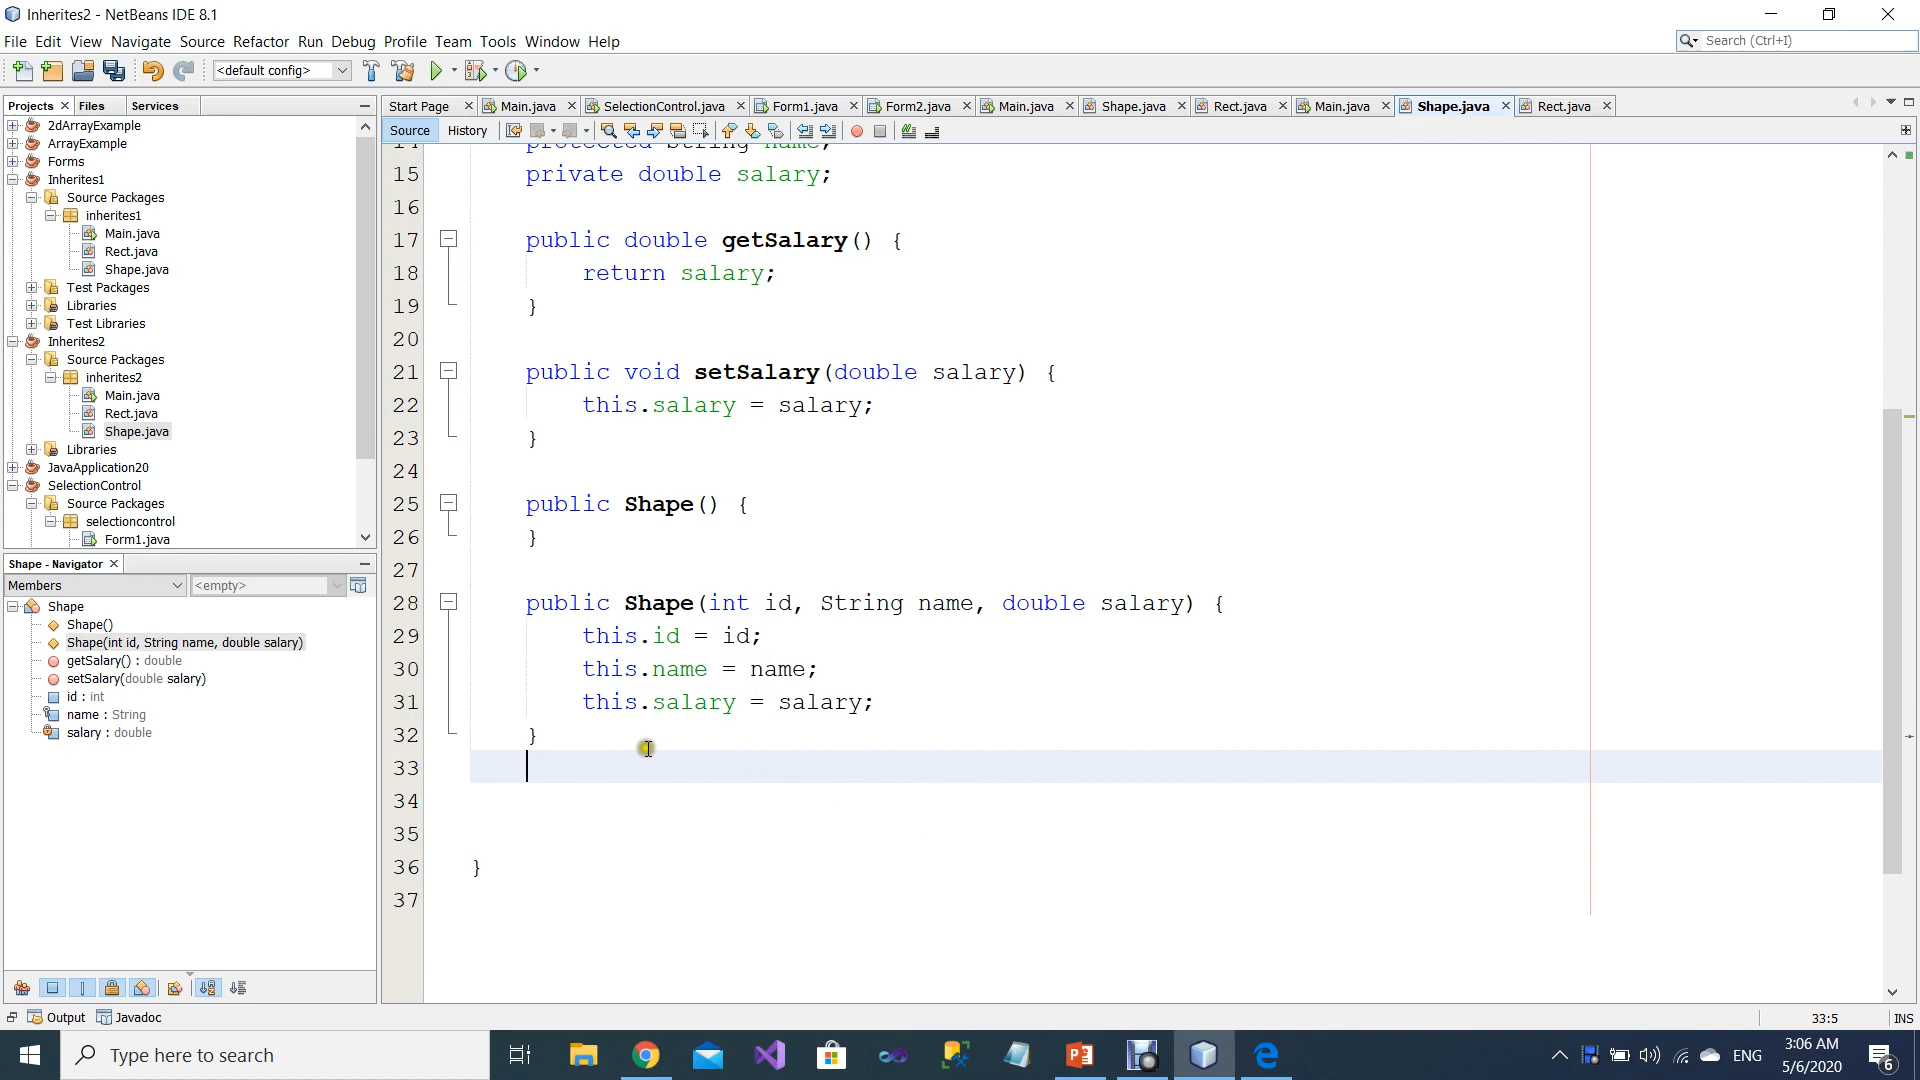 Inherites2 - NetBeans IDE 8.1
File Edit View Navigate Source Refactor Run Debug Profile Team Tools Window Help
Search (Ctrl+I)
<default config>
Projects Files Services
Start Page Main.java SelectionControl.java Form1.java Form2.java Main.java Shape.java Rect.java Main.java Shape.java Rect.java
Source History
2dArrayExample
ArrayExample
Forms
Inherites1
Source Packages
inherites1
Main.java
Rect.java
Shape.java
Test Packages
Libraries
Test Libraries
Inherites2
Source Packages
inherites2
Main.java
Rect.java
Shape.java
Libraries
JavaApplication20
SelectionControl
Source Packages
selectioncontrol
Form1.java
Shape - Navigator
Members <empty>
Shape
Shape()
Shape(int id, String name, double salary)
getSalary() : double
setSalary(double salary)
id : int
name : String
salary : double
14 protected String name;
15 private double salary;
16
17 public double getSalary() {
18 return salary;
19 }
20
21 public void setSalary(double salary) {
22 this.salary = salary;
23 }
24
25 public Shape() {
26 }
27
28 public Shape(int id, String name, double salary) {
29 this.id = id;
30 this.name = name;
31 this.salary = salary;
32 }
33
34
35
36 }
37
Output Javadoc
33:5 INS
Type here to search
ENG
3:06 AM
5/6/2020
6